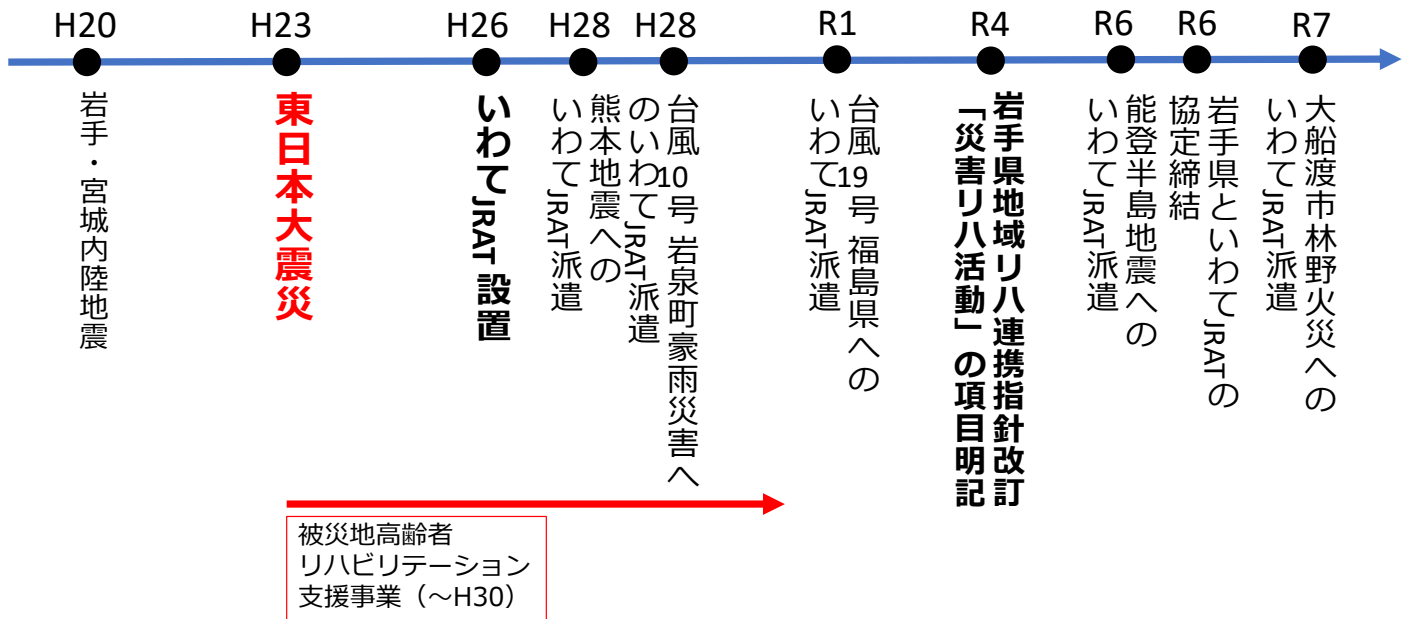 H20
H23
H26
H28
H28
R1
R4
R6
R6
R7
岩手・宮城内陸地震
東日本大震災
いわてJRAT 設置
熊本地震への
いわてJRAT派遣
台風10号 岩泉町豪雨災害へ
のいわてJRAT派遣
台風19号 福島県への
いわてJRAT派遣
岩手県地域リハ連携指針改訂
「災害リハ活動」の項目明記
能登半島地震への
いわてJRAT派遣
岩手県といわてJRATの
協定締結
大船渡市林野火災への
いわてJRAT派遣
被災地高齢者
リハビリテーション
支援事業（～H30）